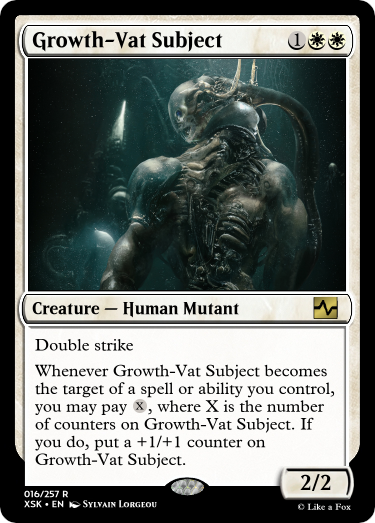 Growth-Vat Subject 1
Creature — Human Mutant
Double strike
Whenever Growth-Vat Subject becomes
the target of a spell or ability you control,
you may pay X, where X is the number
of counters on Growth-Vat Subject. If
you do, put a +1/+1 counter on
Growth-Vat Subject.
2/2
016/257 R
XSK • EN Sylvain Lorgeou
© Like a Fox